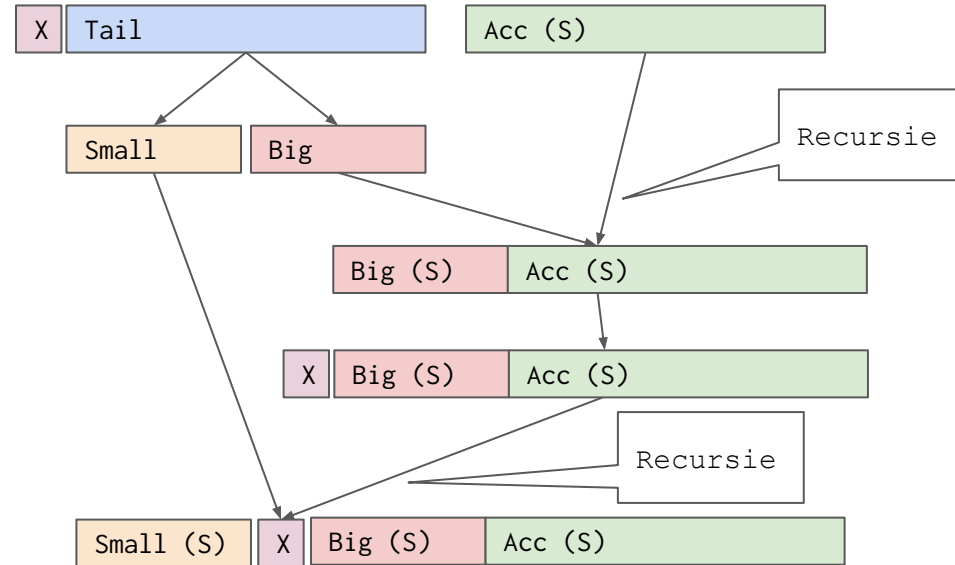 X Tail Acc (S)
Recursie
Small Big
Big (S) Acc (S)
X Big (S) Acc (S)
Recursie
Small (S) X Big (S) Acc (S)